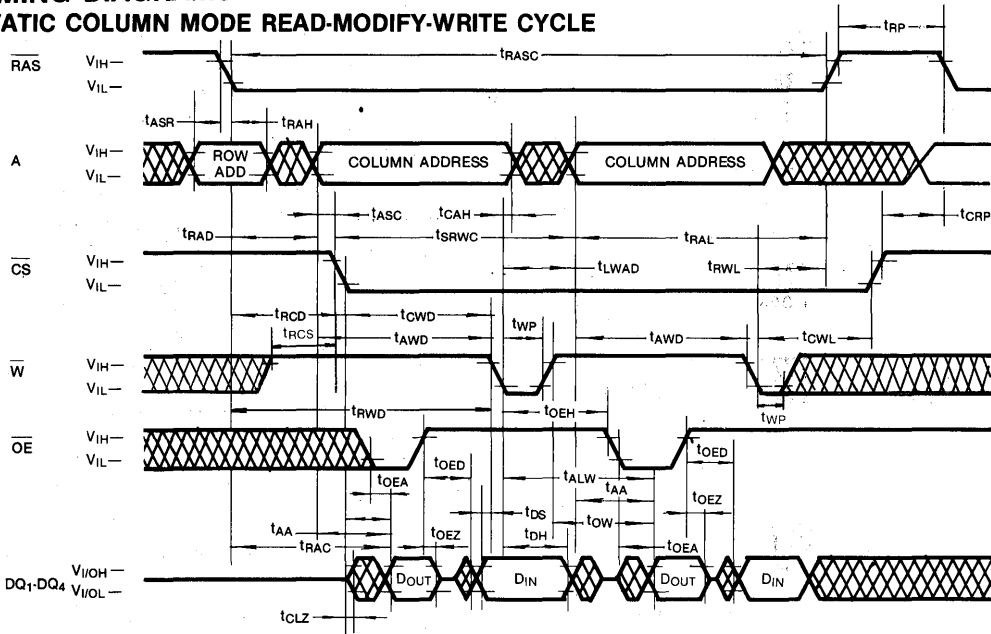 STATIC COLUMN MODE READ-MODIFY-WRITE CYCLE
tRP
tRASC
RAS
VIH—
VIL—
tASR
tRAH
A
VIH—
VIL—
ROW ADD
COLUMN ADDRESS
COLUMN ADDRESS
tASC
tCAH
tCRP
tRAD
tSRWC
tRAL
CS
VIH—
VIL—
tLWAD
tRWL
tRCD
tCWD
tWP
tRCS
tAWD
tAWD
tCWL
W
VIH—
VIL—
tWP
tRWD
tOEH
OE
VIH—
VIL—
tOED
tALW
tOED
tOEA
tAA
tDS
tOW
tOEZ
tAA
tOEZ
tRAC
tDH
tOEA
DQ1-DQ4
VI/OH—
VI/OL—
DOUT
DIN
DOUT
DIN
tCLZ